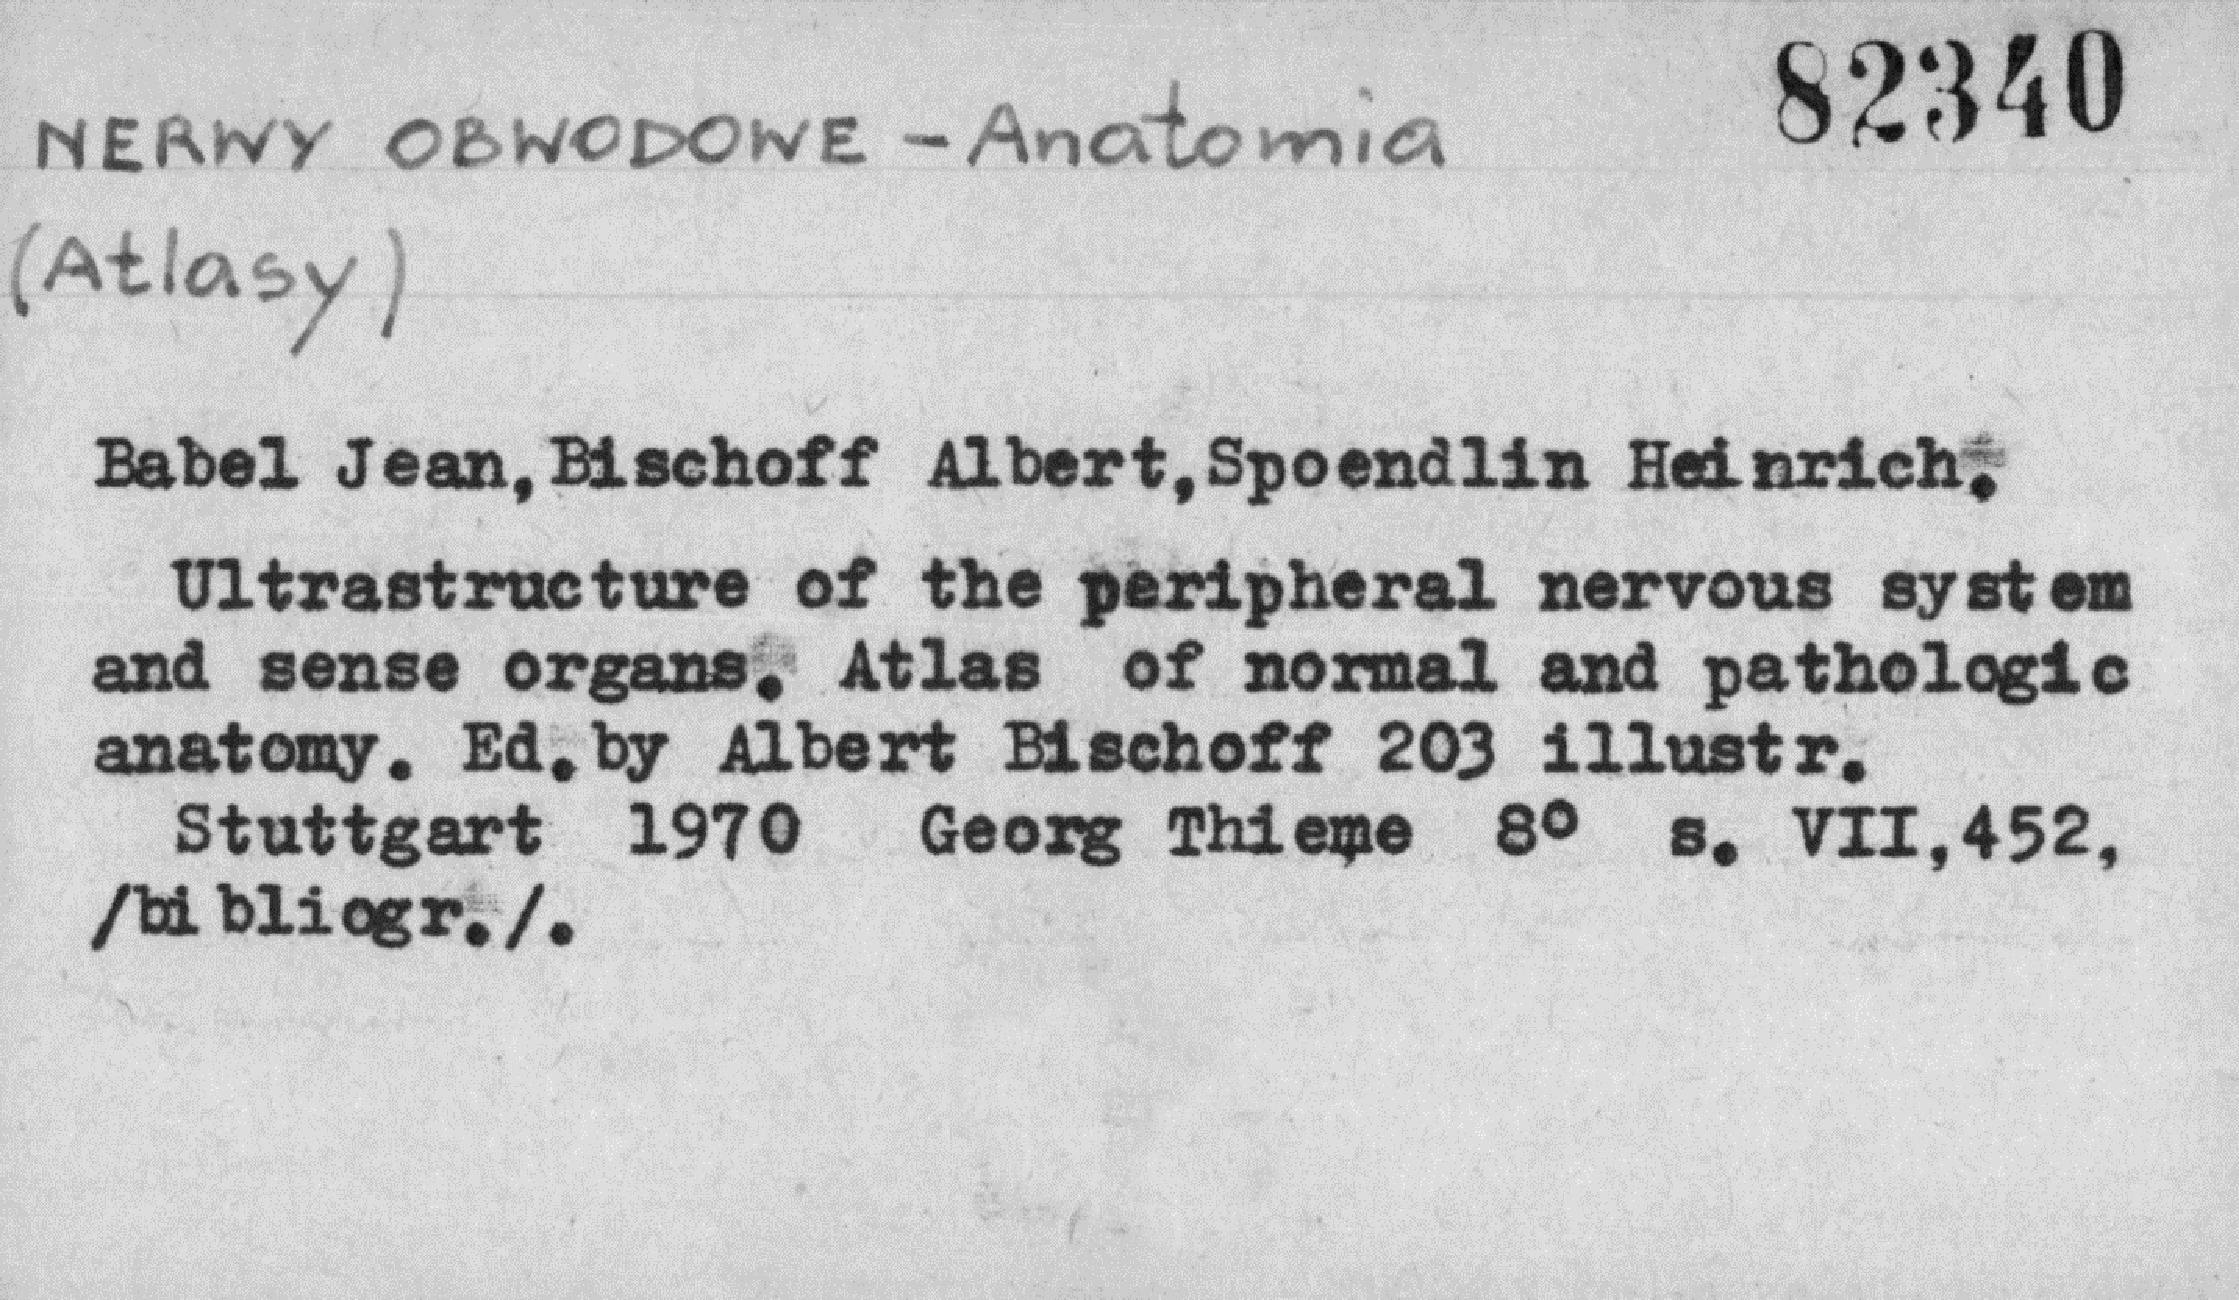 82340
NERWY OBWODOWE - Anatomia
(Atlasy)
Babel Jean,Bischoff Albert,Spoendlin Heinrich.
Ultrastructure of the peripheral nervous system
and sense organs. Atlas of normal and pathologic
anatomy. Ed.by Albert Bischoff 203 illustr.
Stuttgart 1970 Georg Thieme 8° s. VII,452,
/bibliogr./.